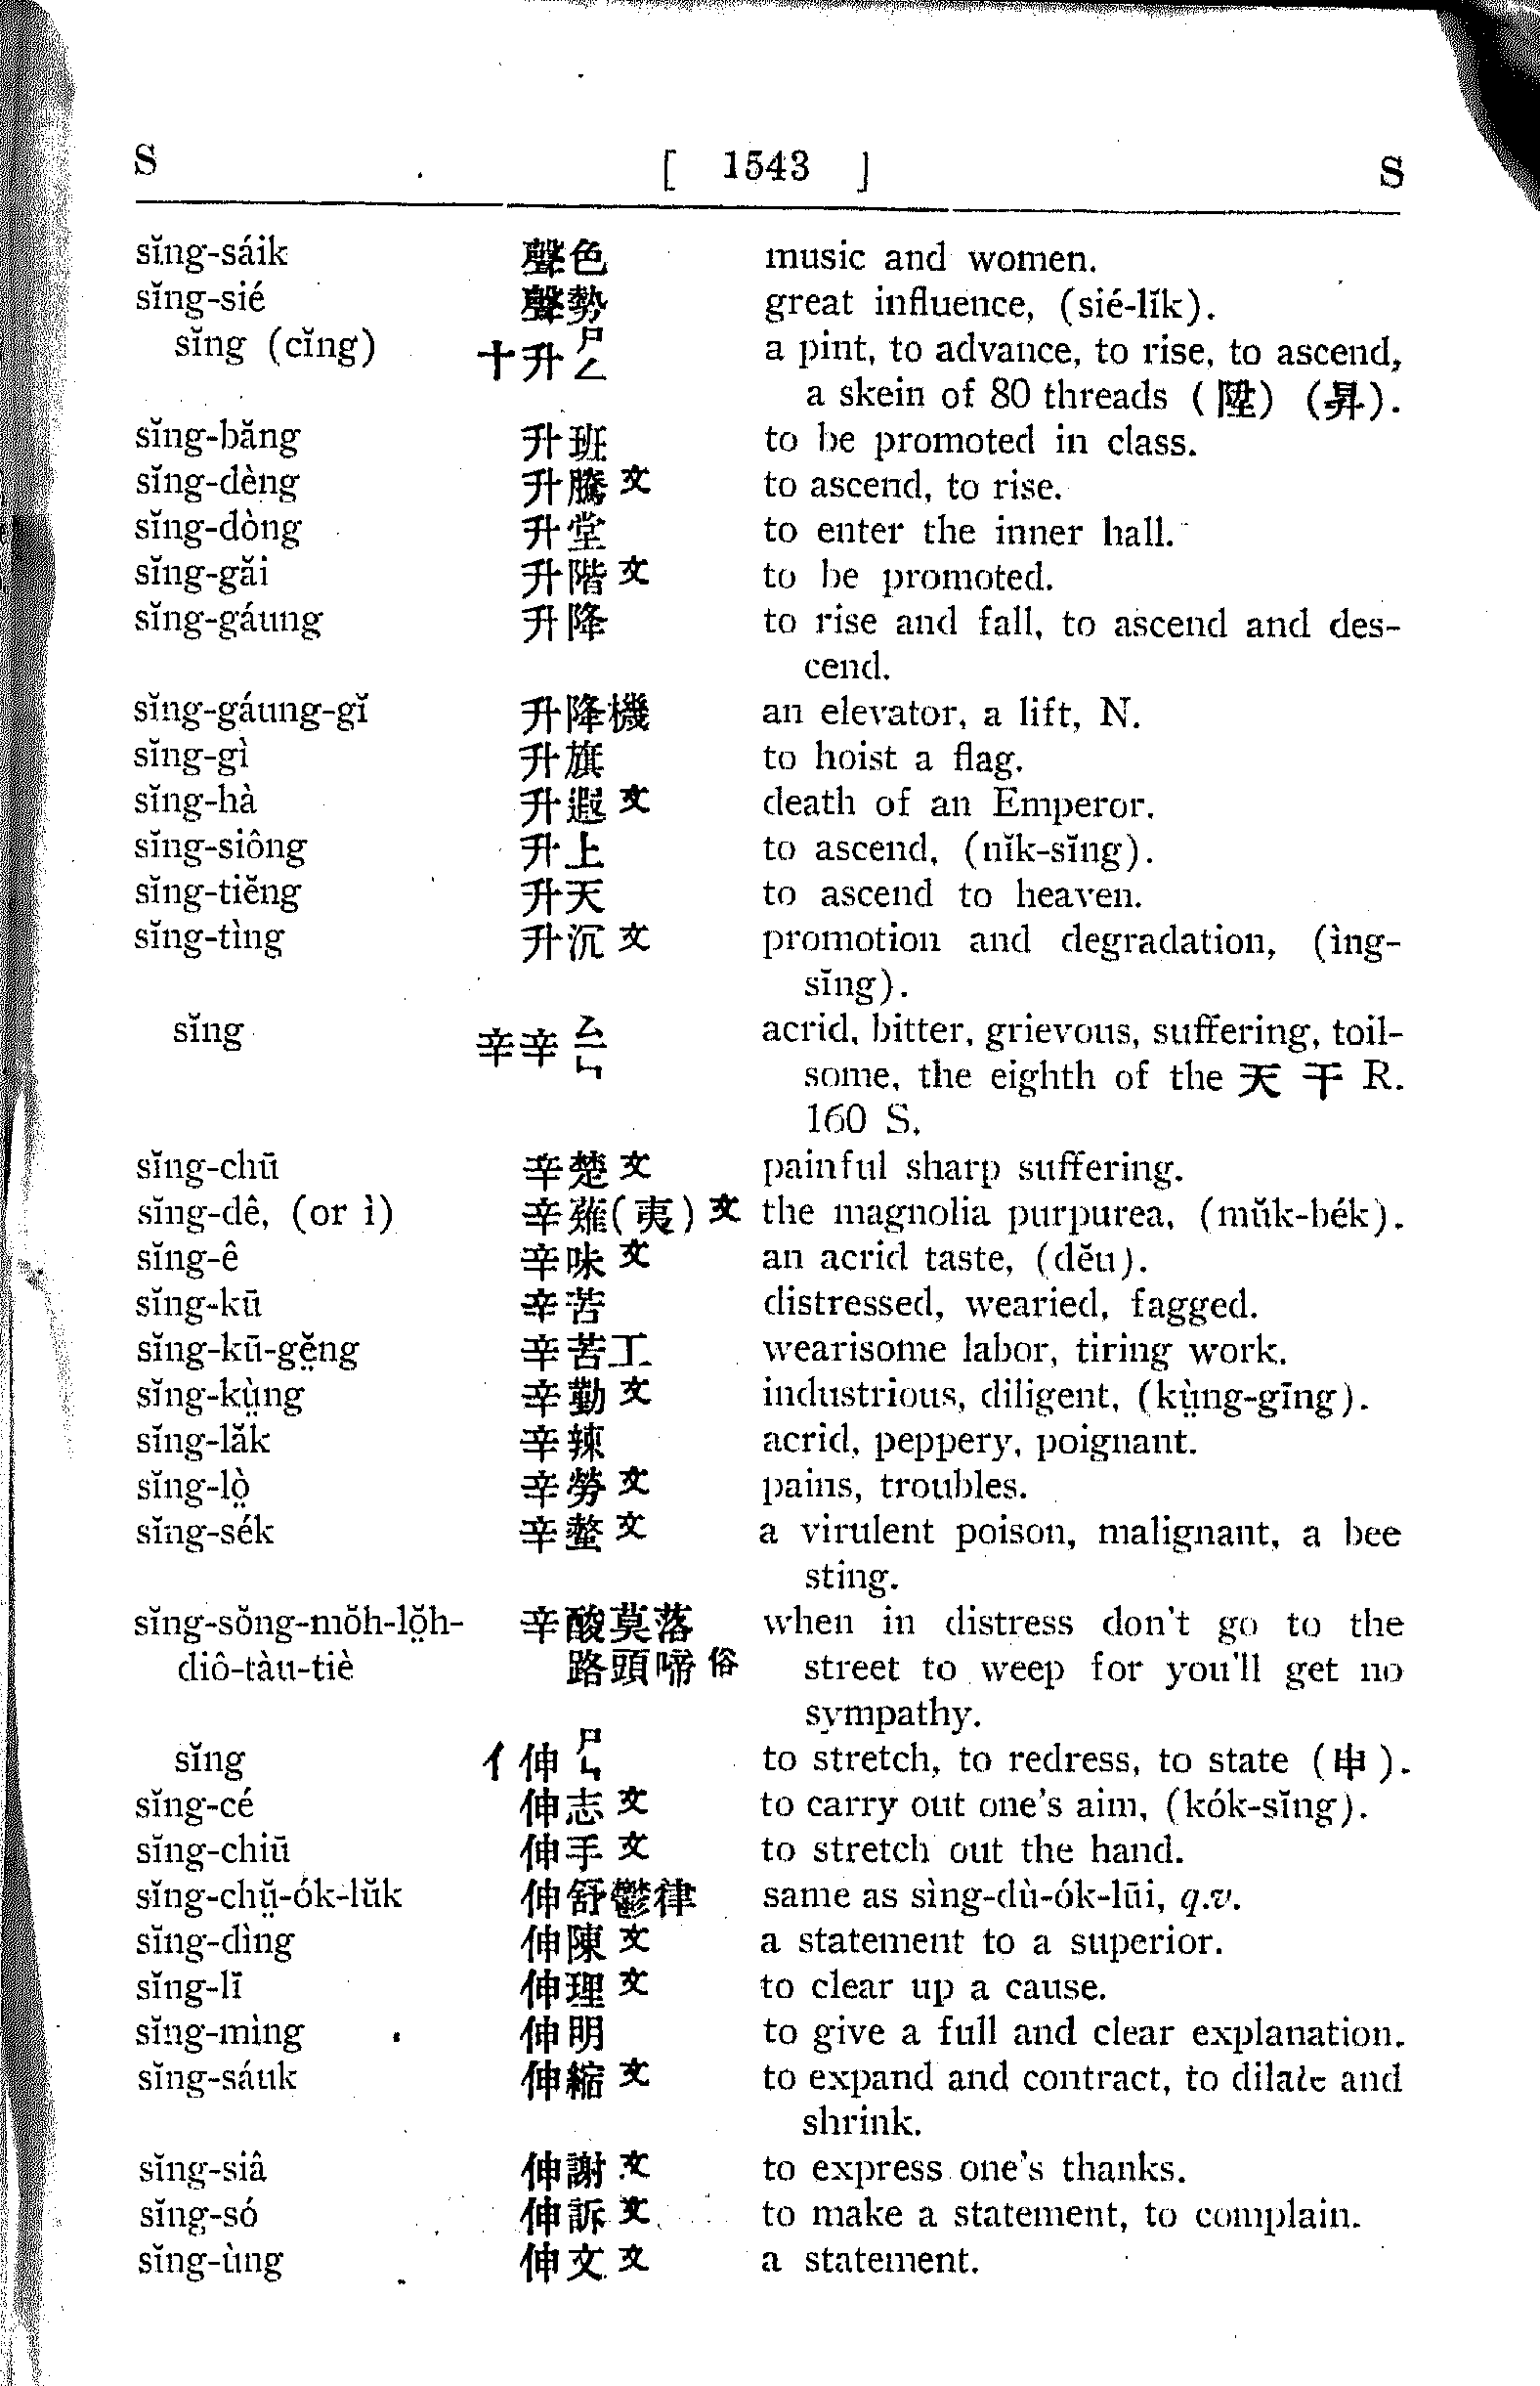 S [ 1543 ] S
sĭng-sáik 聲色 music and women.
sĭng-sié 聲勢 great influence, (sié-lĭk).
sĭng (cĭng) 十升 ㄕㄥ a pint, to advance, to rise, to ascend,
a skein of 80 threads (陞) (昇).
sĭng-băng 升班 to be promoted in class.
sĭng-dèng 升騰文 to ascend, to rise.
sĭng-dòng 升堂 to enter the inner hall.
sĭng-găi 升階文 to be promoted.
sĭng-gáung 升降 to rise and fall, to ascend and des-
cend.
sĭng-gáung-gĭ 升降機 an elevator, a lift, N.
sĭng-gì 升旗 to hoist a flag.
sĭng-hà 升遐文 death of an Emperor.
sĭng-siông 升上 to ascend, (nĭk-sĭng).
sĭng-tiĕng 升天 to ascend to heaven.
sĭng-tìng 升沉文 promotion and degradation, (ìng-
sĭng).
sĭng 辛辛 ㄙㄧㄣ acrid, bitter, grievous, suffering, toil-
some, the eighth of the 天干 R.
160 S.
sĭng-chū 辛楚文 painful sharp suffering.
sĭng-dê, (or ì) 辛薙(夷)文 the magnolia purpurea, (mŭk-bék).
sĭng-ê 辛味文 an acrid taste, (dĕu).
sĭng-kū 辛苦 distressed, wearied, fagged.
sĭng-kū-gĕ̤ng 辛苦工 wearisome labor, tiring work.
sĭng-kṳ̀ng 辛勤文 industrious, diligent, (kṳ̀ng-gīng).
sĭng-lăk 辛辣 acrid, peppery, poignant.
sĭng-lò̤ 辛勞文 pains, troubles.
sĭng-sék 辛螫文 a virulent poison, malignant, a bee
sting.
sĭng-sŏng-mŏh-lŏ̤h- 辛酸莫落 when in distress don't go to the
diô-tàu-tiè 路頭啼俗 street to weep for you'll get no
sympathy.
sĭng 亻伸 ㄕㄣ to stretch, to redress, to state (申).
sĭng-cé 伸志文 to carry out one's aim, (kók-sĭng).
sĭng-chiū 伸手文 to stretch out the hand.
sĭng-chṳ̆-ók-lŭk 伸舒鬱律 same as sìng-dù-ók-lūi, q.v.
sĭng-dìng 伸陳文 a statement to a superior.
sĭng-lī 伸理文 to clear up a cause.
sĭng-mìng 伸明 to give a full and clear explanation.
sĭng-sáuk 伸縮文 to expand and contract, to dilate and
shrink.
sĭng-siâ 伸謝文 to express one's thanks.
sĭng-só 伸訴文 to make a statement, to complain.
sĭng-ùng 伸文文 a statement.